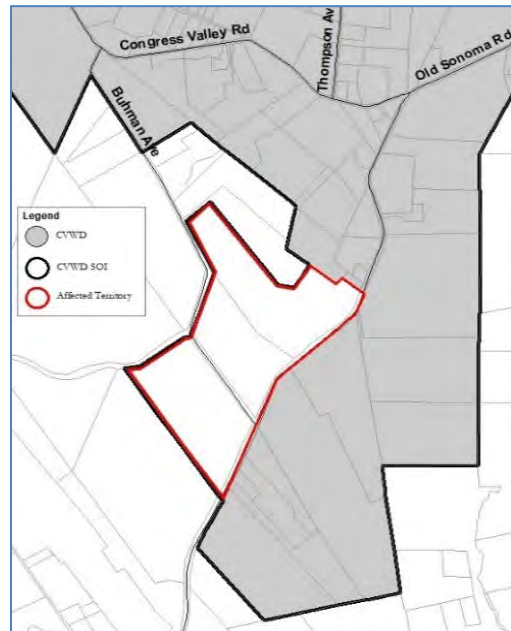 Congress Valley Rd
Thompson Av
Old Sonoma Rd
Buhman Ave
Legend
CVWD
CVWD SOI
Affected Territory